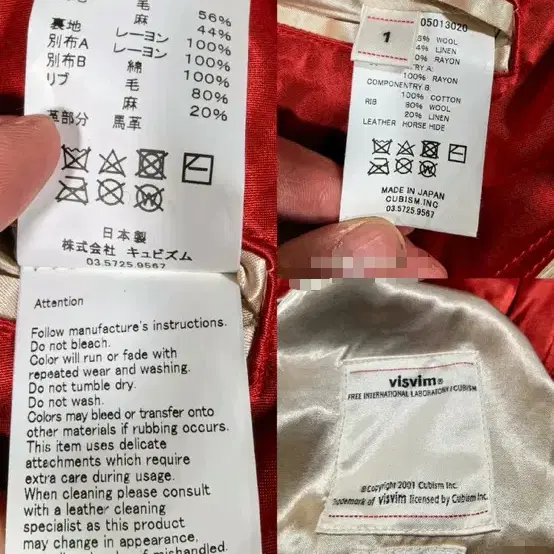 毛 56%
麻 44%
裏地 レーヨン 100%
別布A レーヨン 100%
別布B 綿 100%
リブ 毛 80%
麻 20%
革部分 馬革
日本製
株式会社 キュビズム
03.5725.9567
Attention
Follow manufacture's instructions.
Do not bleach.
Color will run or fade with
repeated wear and washing.
Do not tumble dry.
Do not wash.
Colors may bleed or transfer onto
other materials if rubbing occurs.
This item uses delicate
attachments which require
extra care during usage.
When cleaning please consult
with a leather cleaning
specialist as this product
may change in appearance,
of mishandled.
1
05013020
WOOL
LINEN
RAYON
A:
100% RAYON
COMPONENTRY B:
100% COTTON
RIB 80% WOOL
20% LINEN
LEATHER HORSE HIDE
MADE IN JAPAN
CUBISM.INC
03.5725.9567
visvim®
FREE INTERNATIONAL LABORATORY / CUBISM
©Copyright 2001 Cubism Inc.
Trademark of visvim licensed by Cubism Inc.